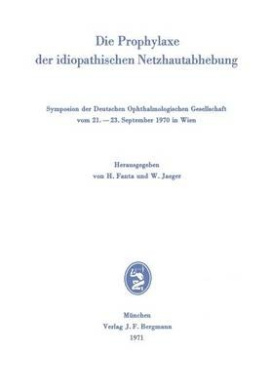 Die Prophylaxe
der idiopathischen Netzhautabhebung
Symposion der Deutschen Ophthalmologischen Gesellschaft
vom 21. — 23. September 1970 in Wien
Herausgegeben
von H. Fanta und W. Jaeger
München
Verlag J. F. Bergmann
1971